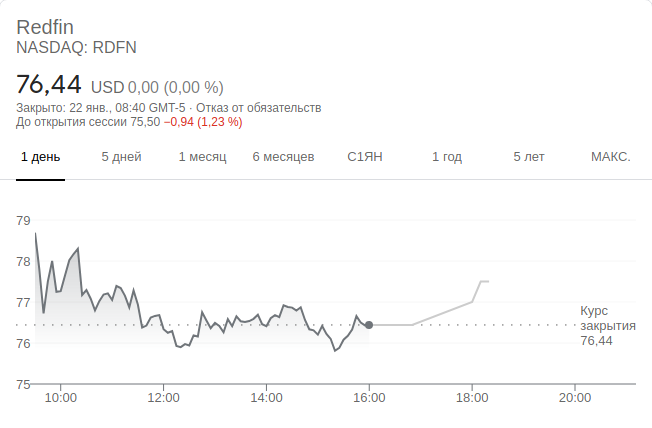 Redfin
NASDAQ: RDFN
76,44 USD 0,00 (0,00 %)
Закрыто: 22 янв., 08:40 GMT-5 · Отказ от обязательств
До открытия сессии 75,50 −0,94 (1,23 %)
1 день 5 дней 1 месяц 6 месяцев С1ЯН 1 год 5 лет МАКС.
79
78
77
76
75
Курс
закрытия
76,44
10:00 12:00 14:00 16:00 18:00 20:00